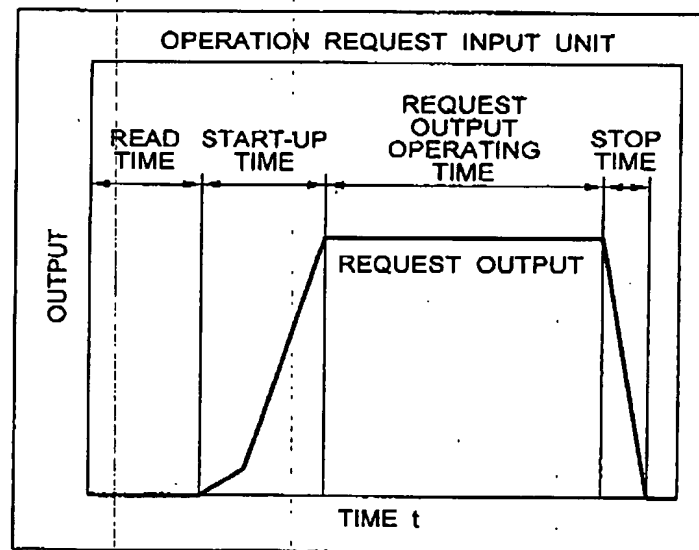 OPERATION REQUEST INPUT UNIT
READ
TIME
START-UP
TIME
REQUEST
OUTPUT
OPERATING
TIME
STOP
TIME
REQUEST OUTPUT
OUTPUT
TIME t